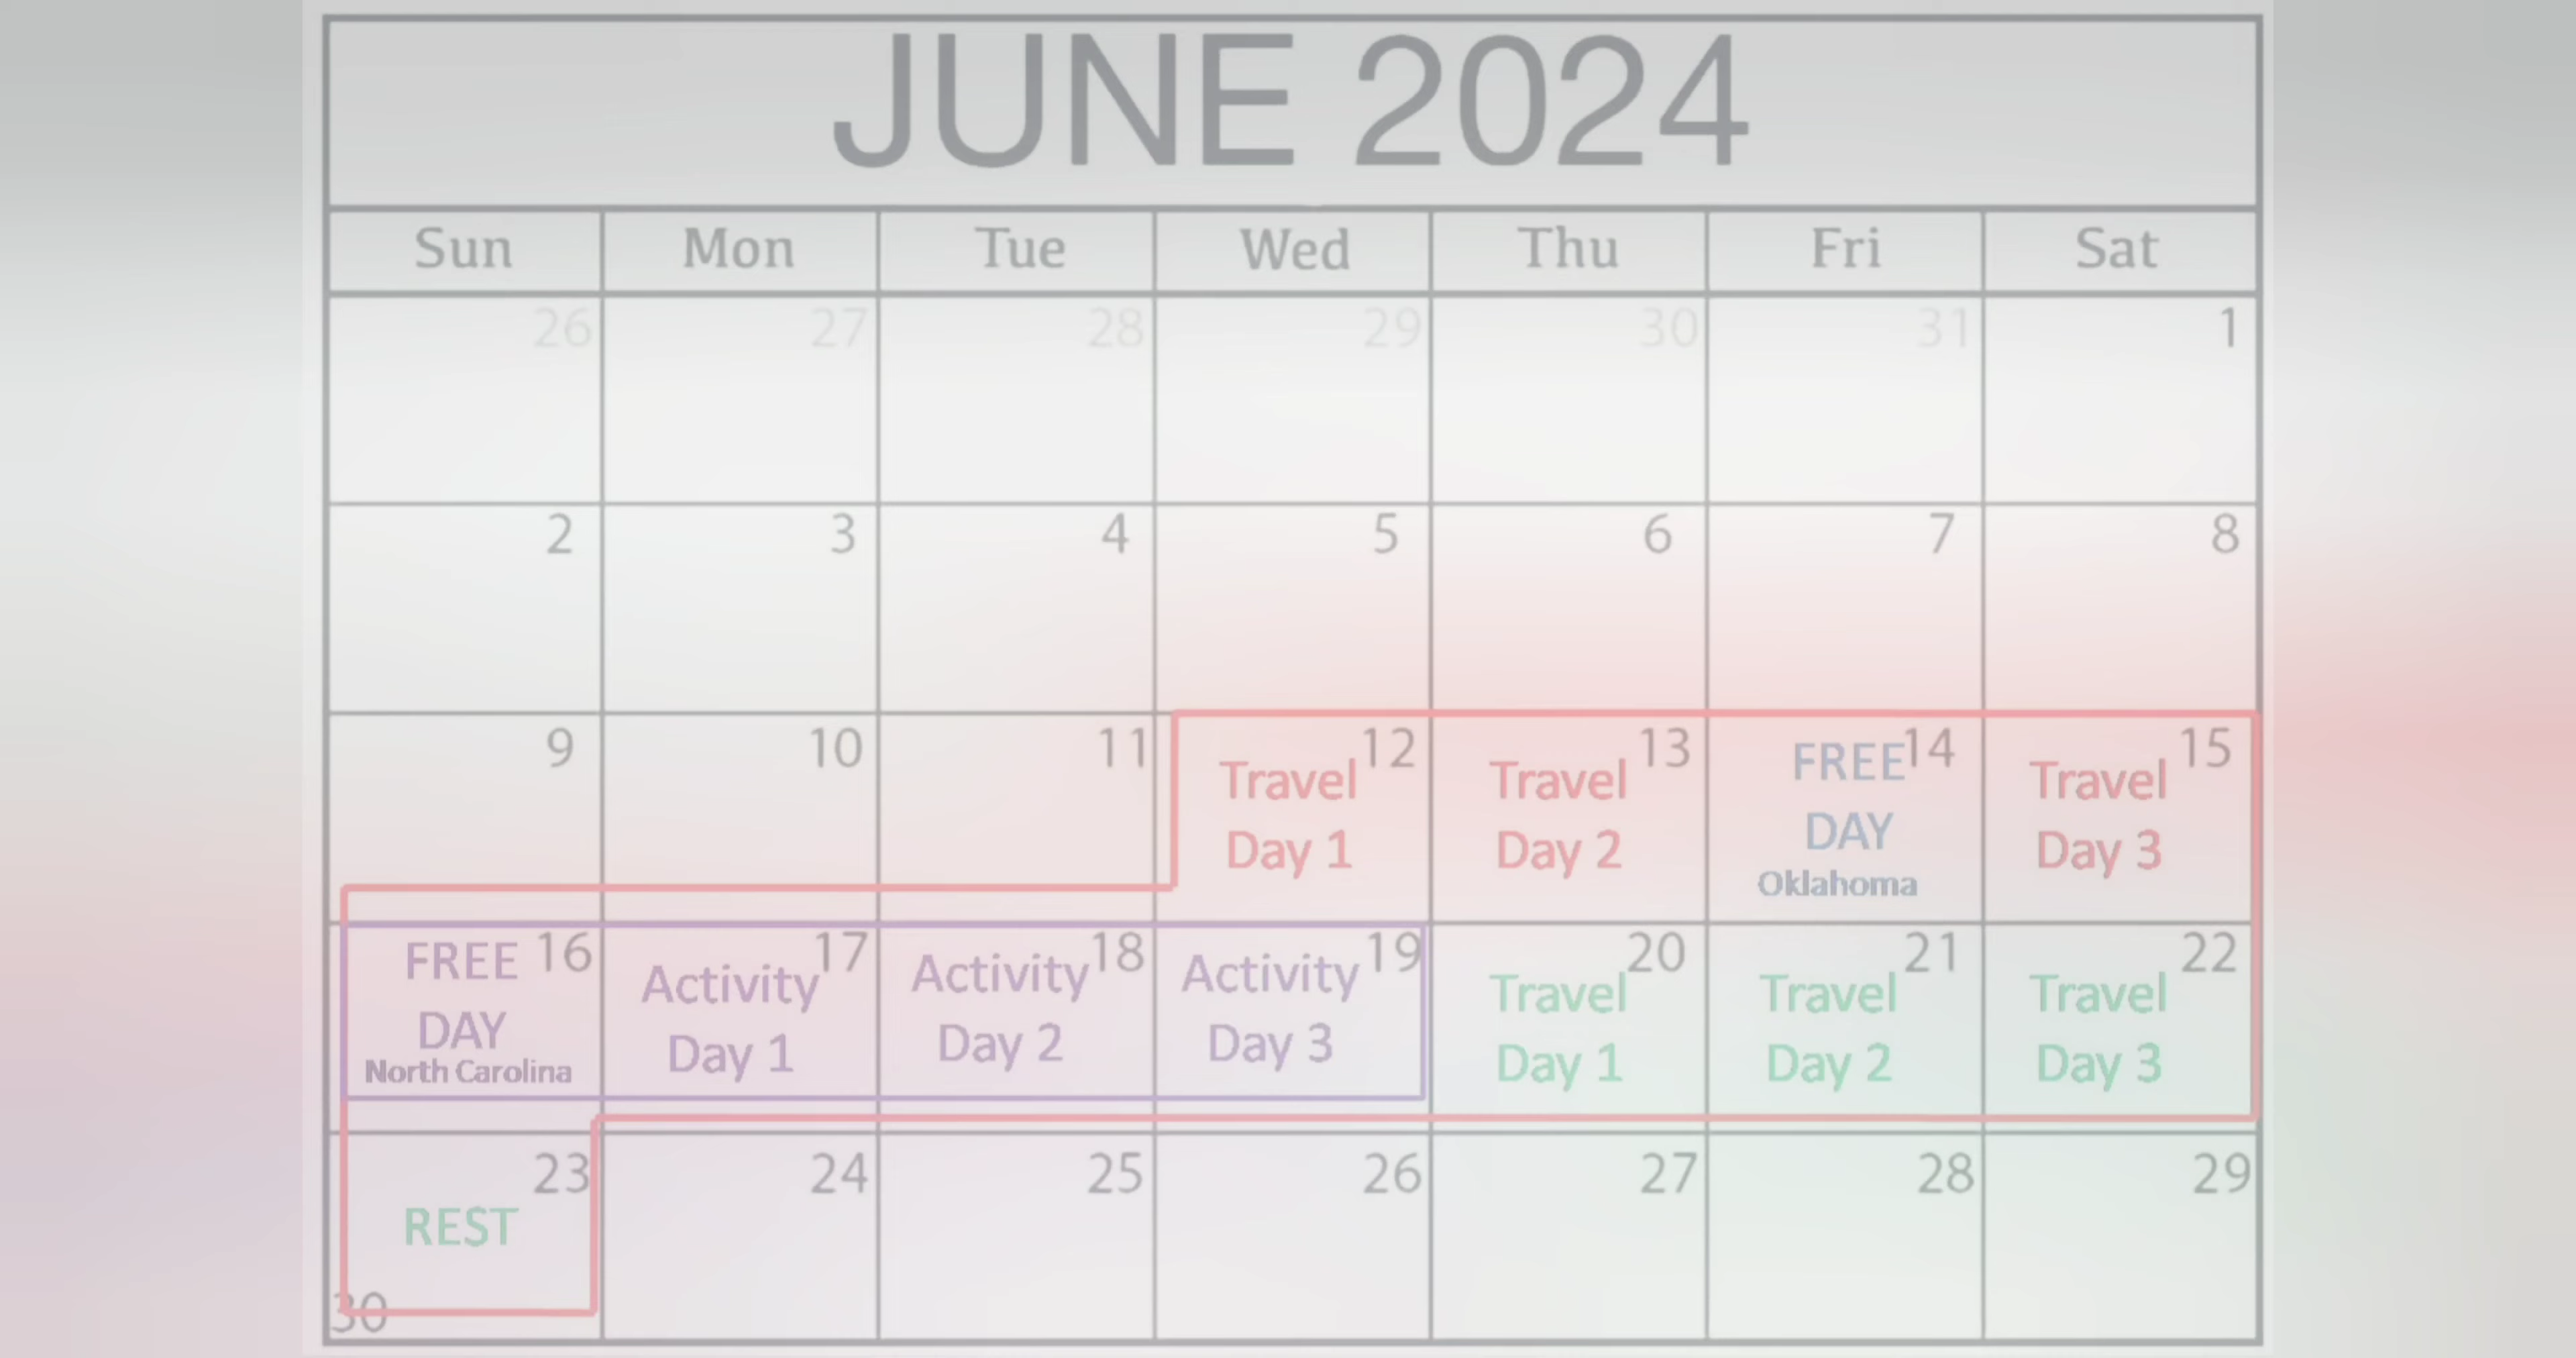 JUNE 2024
Sun Mon Tue Wed Thu Fri Sat
26 27 28 29 30 31 1
2 3 4 5 6 7 8
9 10 11 12 13 14 15
Travel Travel FREE Travel
Day 1 Day 2 DAY Day 3
Oklahoma
16 17 18 19 20 21 22
FREE Activity Activity Activity Travel Travel Travel
DAY Day 1 Day 2 Day 3 Day 1 Day 2 Day 3
North Carolina
23 24 25 26 27 28 29
REST
30